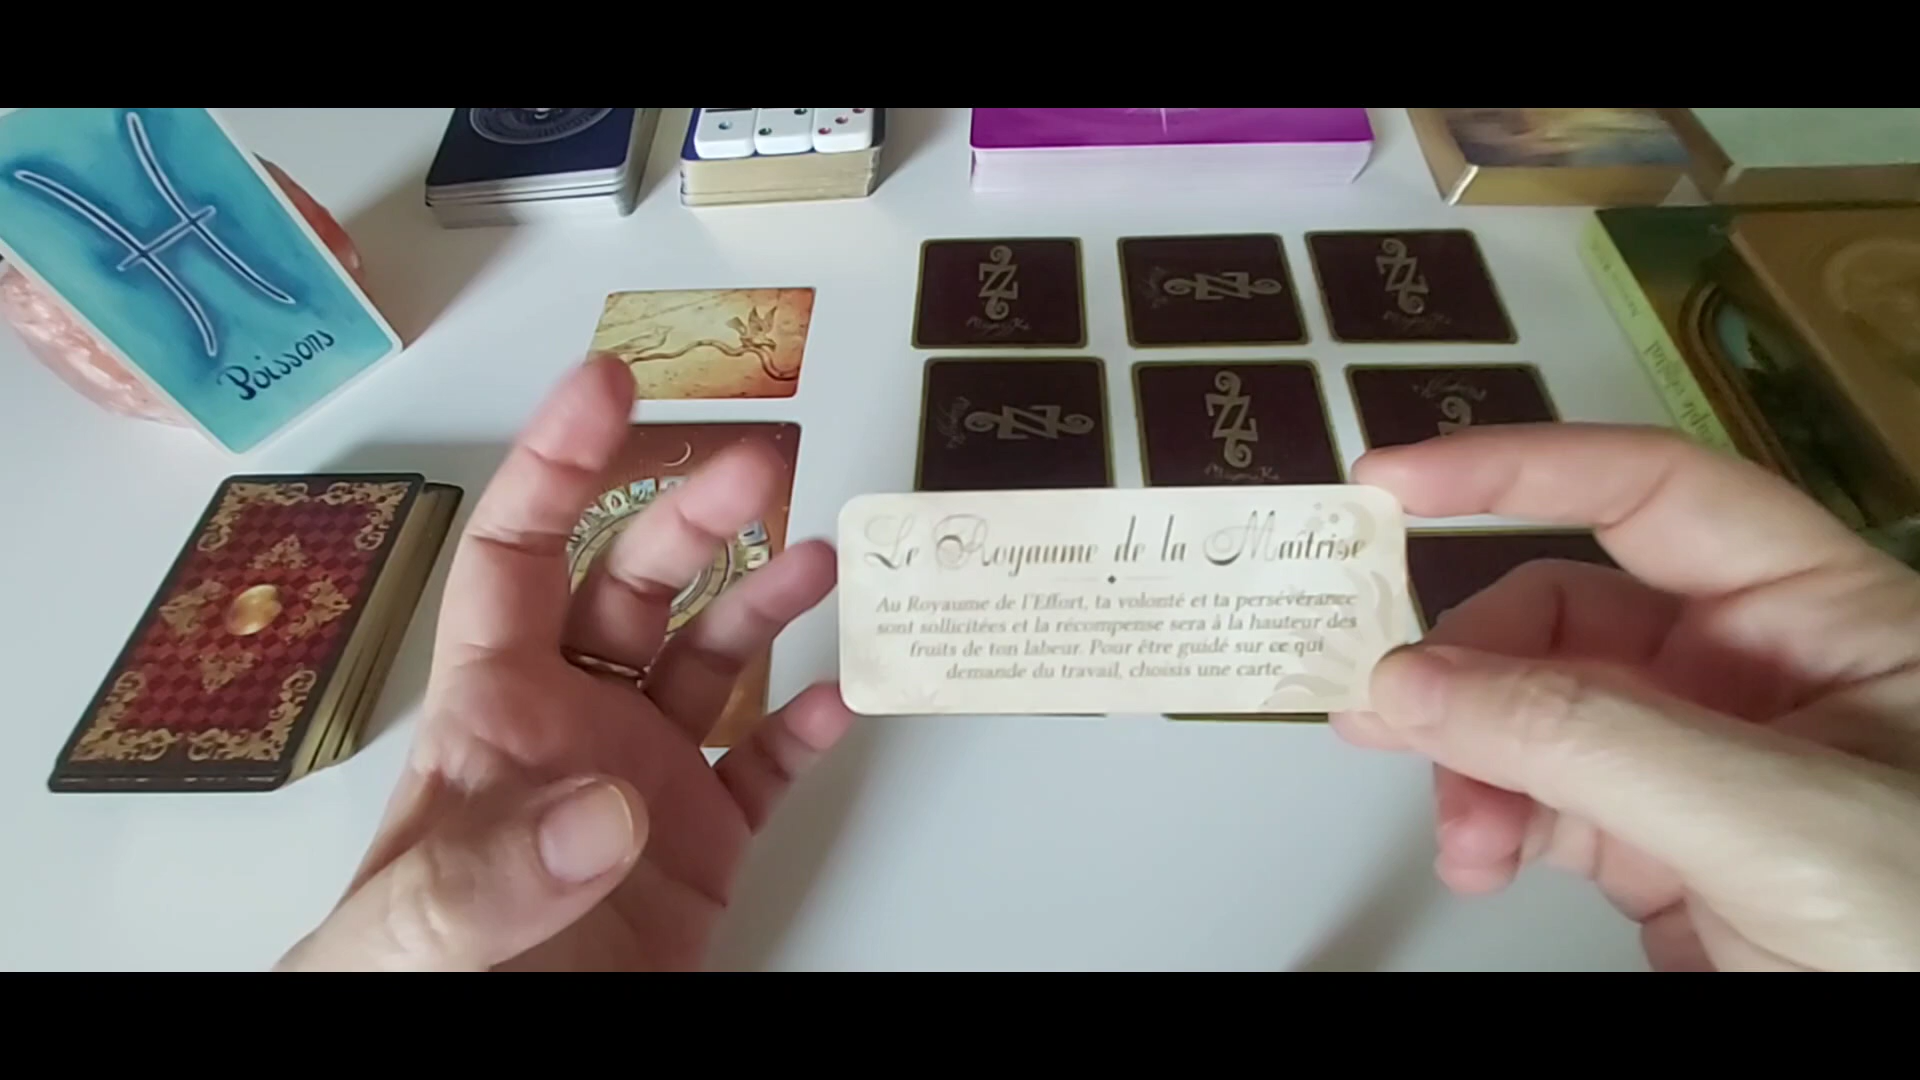 Poissons
Le Royaume de la Maîtrise
Au Royaume de l'Effort, ta volonté et ta persévérance
sont sollicitées et la récompense sera à la hauteur des
fruits de ton labeur. Pour être guidé sur ce qui
demande du travail, choisis une carte.